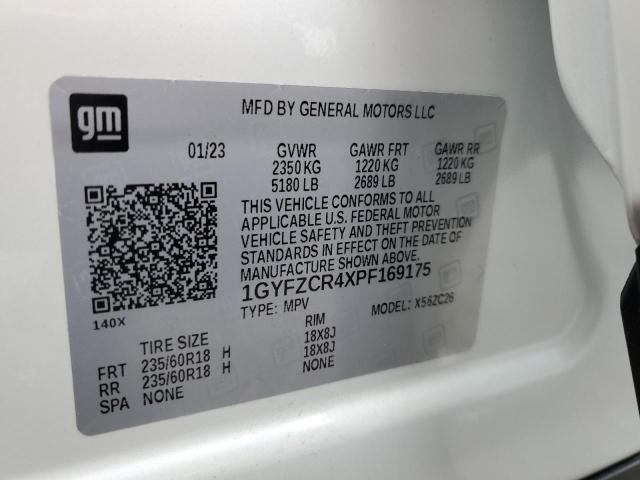 gm
MFD BY GENERAL MOTORS LLC
01/23 GVWR GAWR FRT GAWR RR
2350 KG 1220 KG 1220 KG
5180 LB 2689 LB 2689 LB
THIS VEHICLE CONFORMS TO ALL
APPLICABLE U.S. FEDERAL MOTOR
VEHICLE SAFETY AND THEFT PREVENTION
STANDARDS IN EFFECT ON THE DATE OF
MANUFACTURE SHOWN ABOVE.
1GYFZCR4XPF169175
140X TYPE: MPV MODEL: X56ZC26
TIRE SIZE RIM
FRT 235/60R18 H 18X8J
RR 235/60R18 H 18X8J
SPA NONE NONE